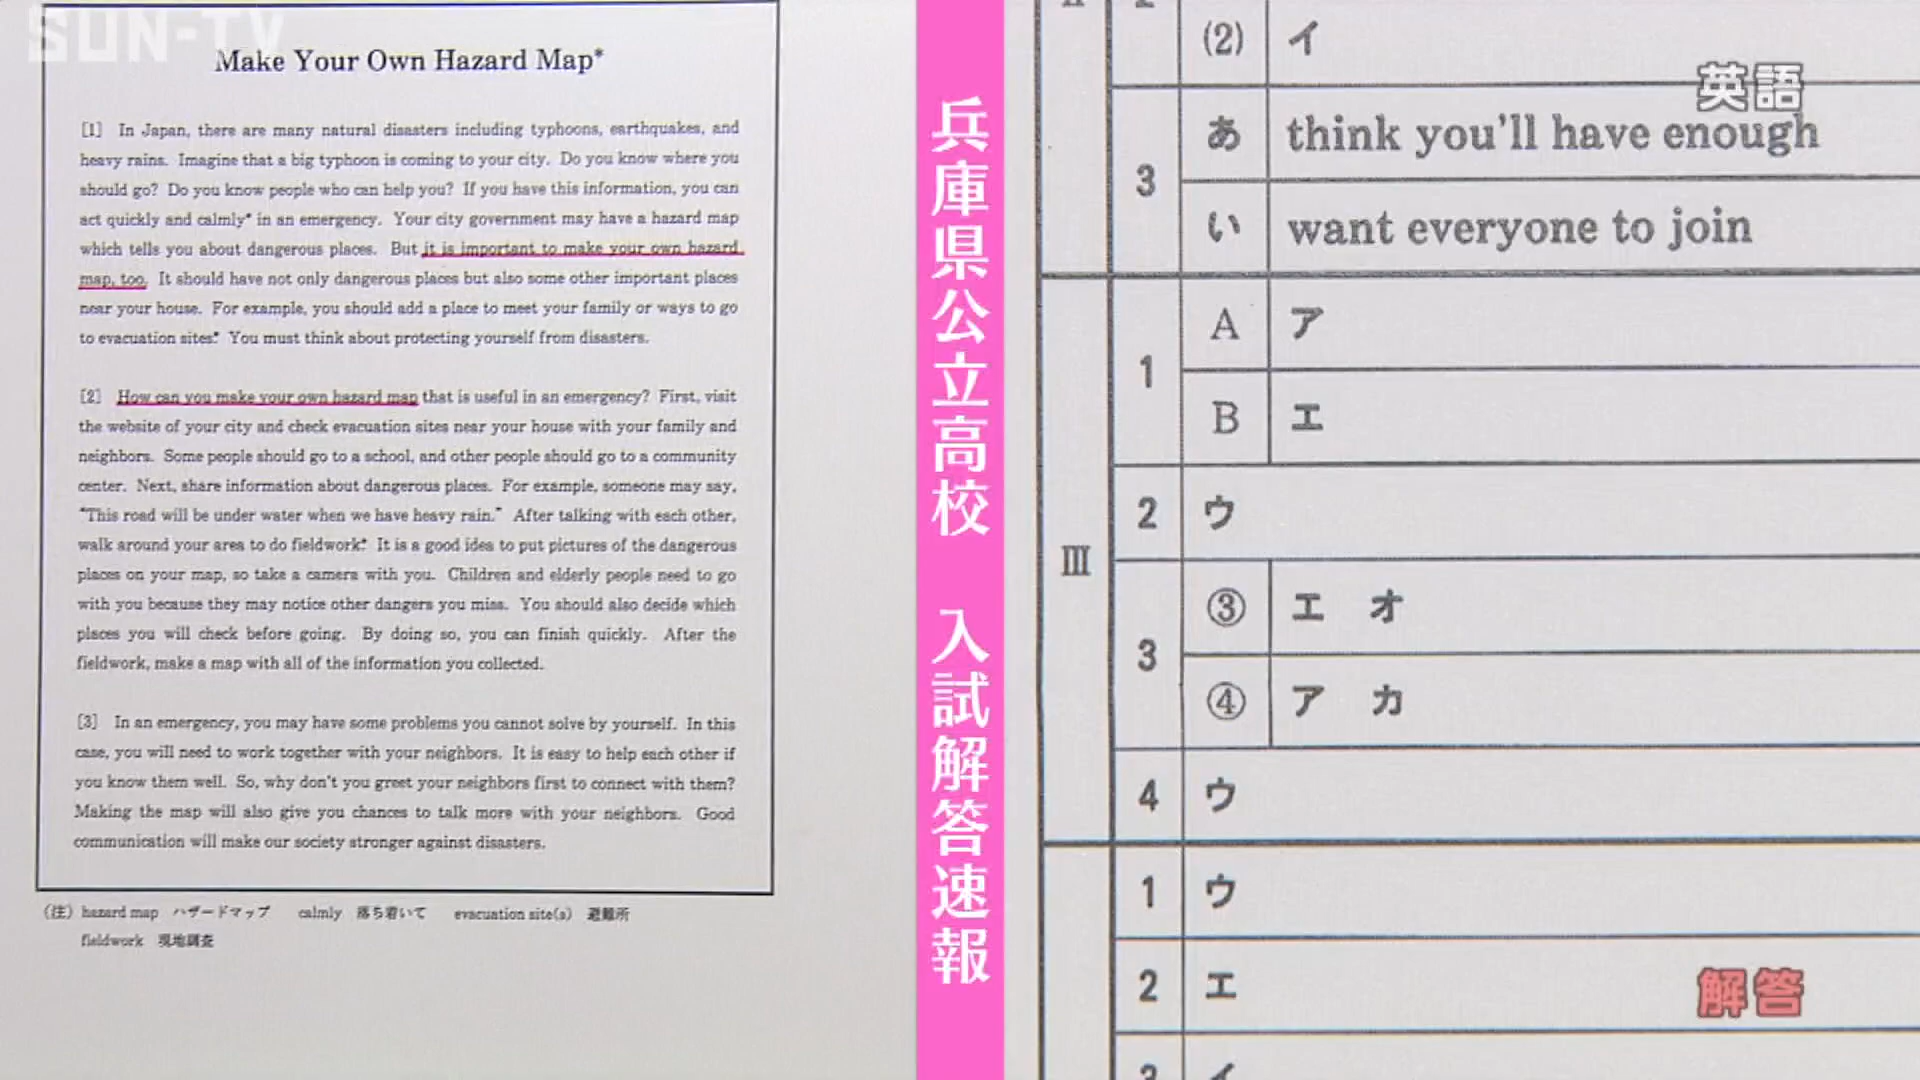 SUN-TV
Make Your Own Hazard Map*
[1] In Japan, there are many natural disasters including typhoons, earthquakes, and
heavy rains. Imagine that a big typhoon is coming to your city. Do you know where you
should go? Do you know people who can help you? If you have this information, you can
act quickly and calmly* in an emergency. Your city government may have a hazard map
which tells you about dangerous places. But it is important to make your own hazard
map, too. It should have not only dangerous places but also some other important places
near your house. For example, you should add a place to meet your family or ways to go
to evacuation sites*. You must think about protecting yourself from disasters.
[2] How can you make your own hazard map that is useful in an emergency? First, visit
the website of your city and check evacuation sites near your house with your family and
neighbors. Some people should go to a school, and other people should go to a community
center. Next, share information about dangerous places. For example, someone may say,
"This road will be under water when we have heavy rain." After talking with each other,
walk around your area to do fieldwork*. It is a good idea to put pictures of the dangerous
places on your map, so take a camera with you. Children and elderly people need to go
with you because they may notice other dangers you miss. You should also decide which
places you will check before going. By doing so, you can finish quickly. After the
fieldwork, make a map with all of the information you collected.
[3] In an emergency, you may have some problems you cannot solve by yourself. In this
case, you will need to work together with your neighbors. It is easy to help each other if
you know them well. So, why don't you greet your neighbors first to connect with them?
Making the map will also give you chances to talk more with your neighbors. Good
communication will make our society stronger against disasters.
(注) hazard map ハザードマップ calmly 落ち着いて evacuation site(s) 避難所
fieldwork 現地調査
兵庫県公立高校 入試解答速報
英語
(2) イ
3 あ think you'll have enough
い want everyone to join
Ⅲ
1 A ア
B エ
2 ウ
3 ③ エ オ
④ ア カ
4 ウ
1 ウ
2 エ
3 イ
解答